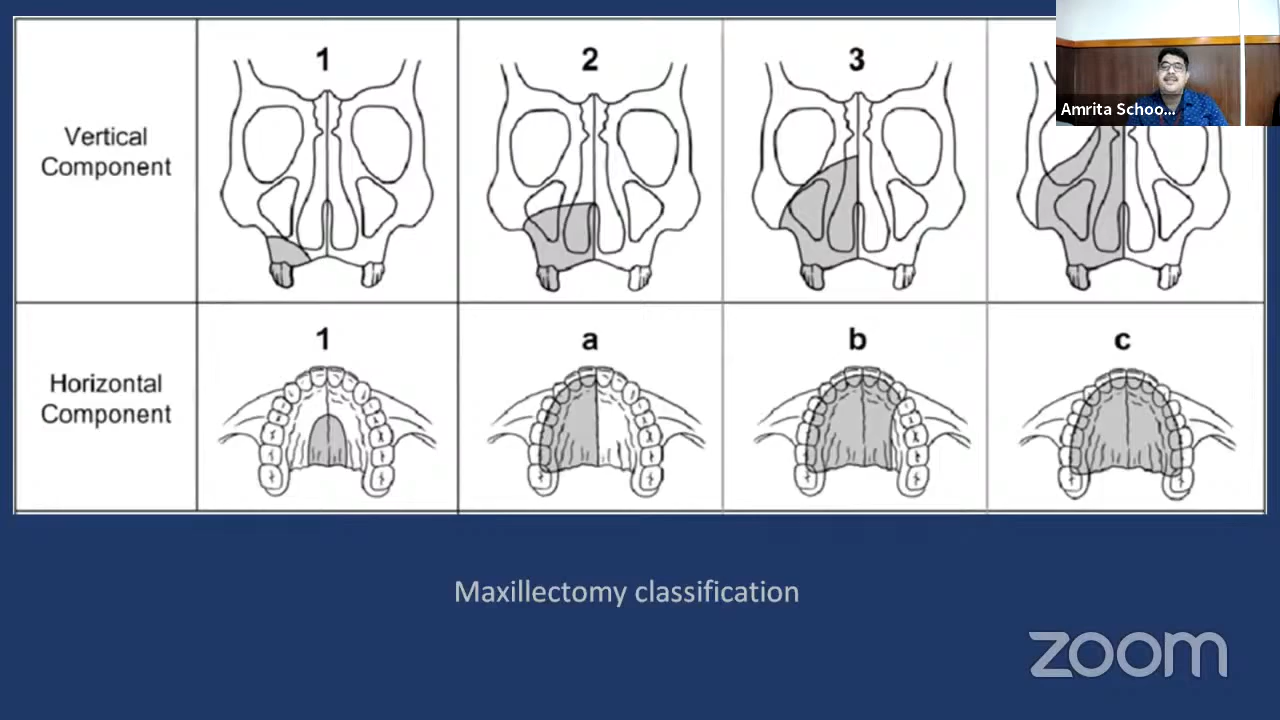 1
2
3
Amrita Schoo...
Vertical
Component
1
a
b
c
Horizontal
Component
Maxillectomy classification
zoom